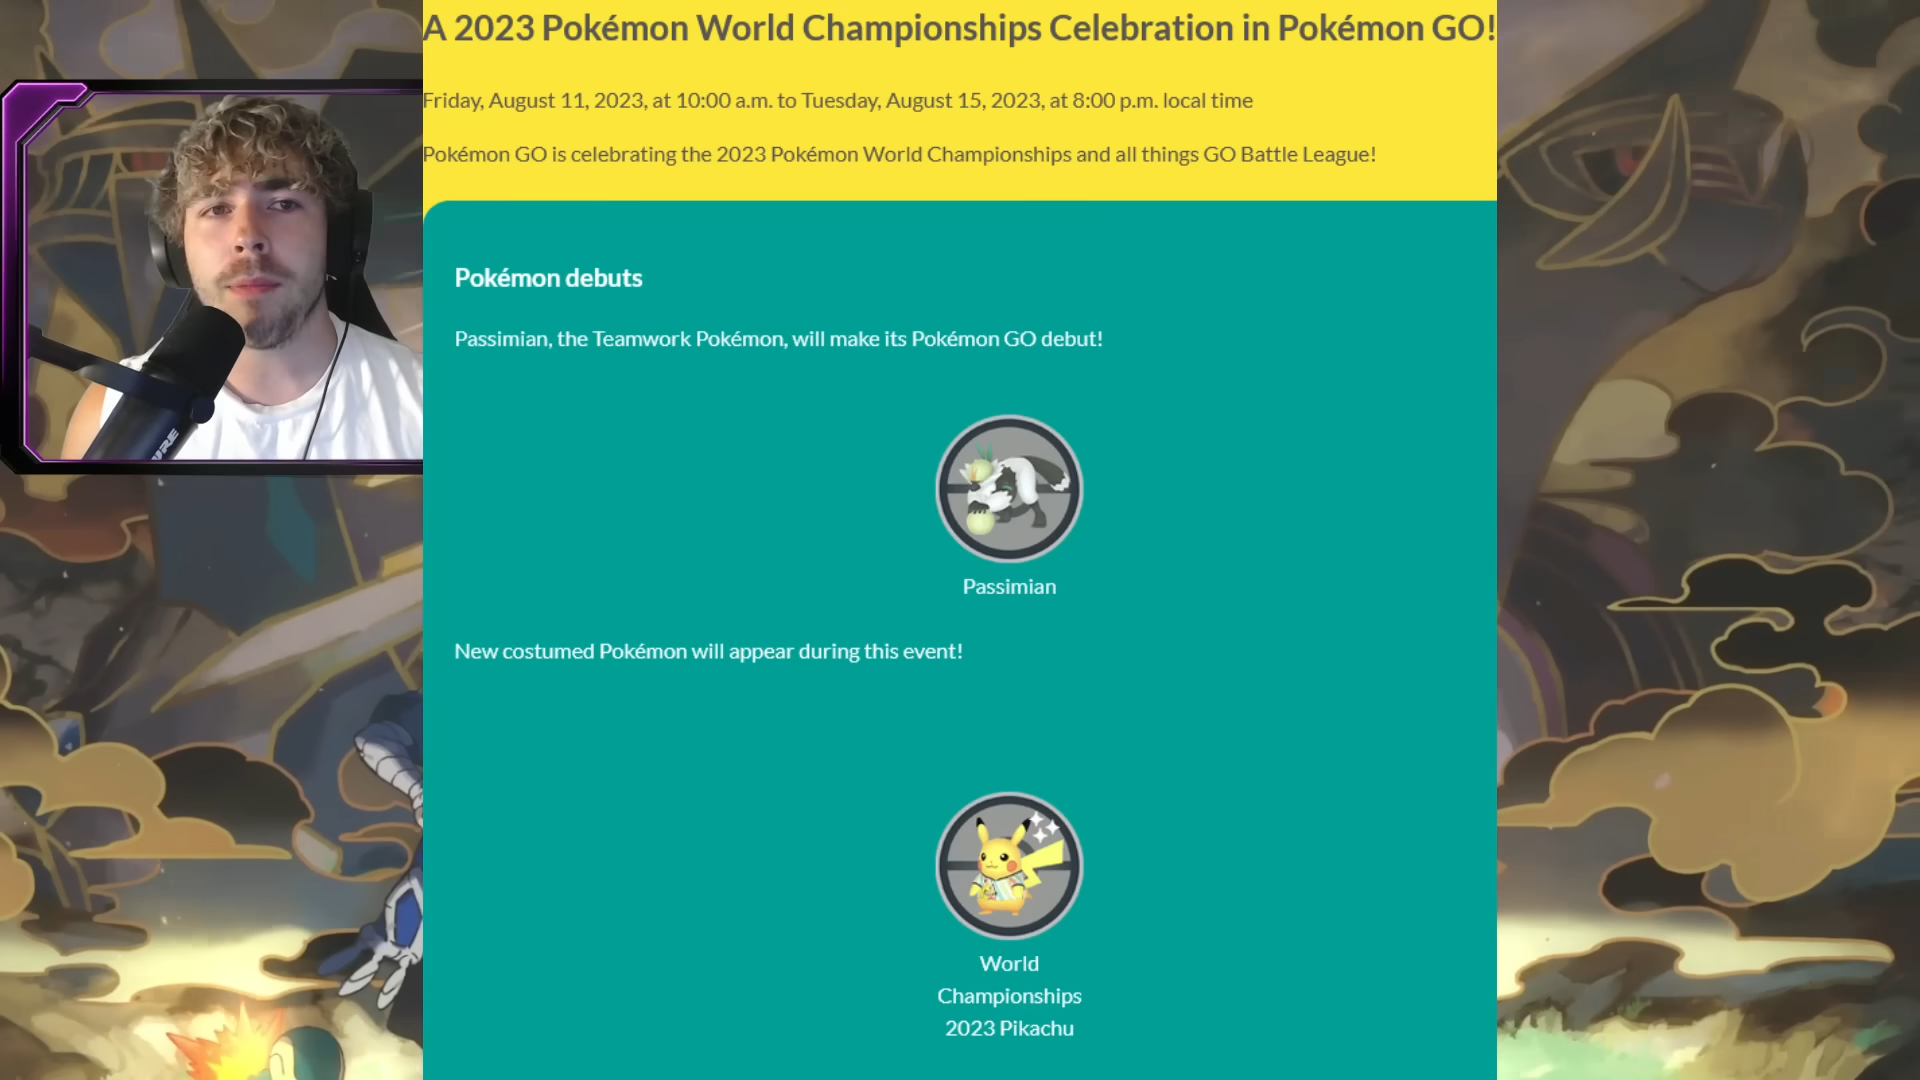 A 2023 Pokémon World Championships Celebration in Pokémon GO!
Friday, August 11, 2023, at 10:00 a.m. to Tuesday, August 15, 2023, at 8:00 p.m. local time
Pokémon GO is celebrating the 2023 Pokémon World Championships and all things GO Battle League!
Pokémon debuts
Passimian, the Teamwork Pokémon, will make its Pokémon GO debut!
Passimian
New costumed Pokémon will appear during this event!
World
Championships
2023 Pikachu